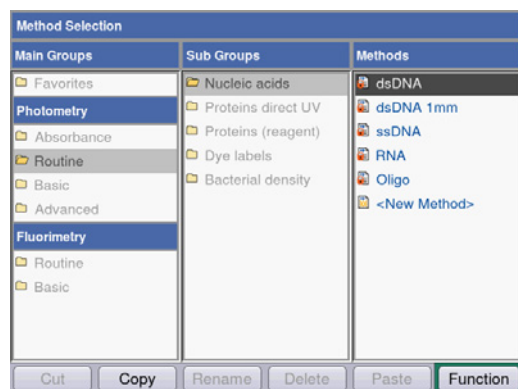 Method Selection
Main Groups
Favorites
Photometry
Absorbance
Routine
Basic
Advanced
Fluorimetry
Routine
Basic
Sub Groups
Nucleic acids
Proteins direct UV
Proteins (reagent)
Dye labels
Bacterial density
Methods
dsDNA
dsDNA 1mm
ssDNA
RNA
Oligo
<New Method>
Cut
Copy
Rename
Delete
Paste
Function